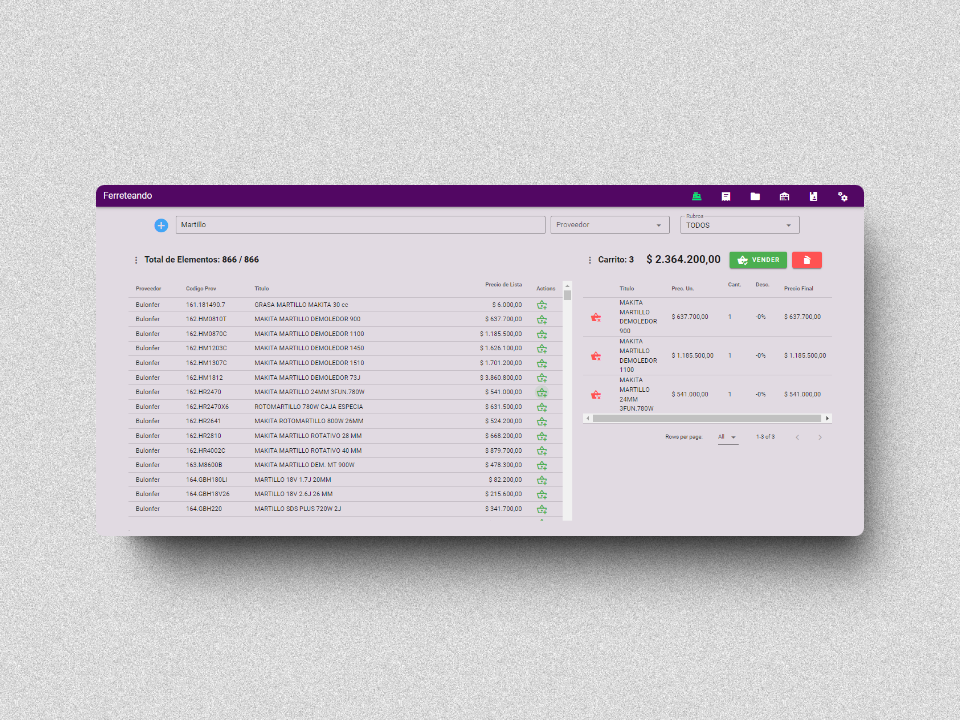 Ferreteando
Martillo
Proveedor
Rubros
TODOS
Total de Elementos: 866 / 866
Proveedor Codigo Prov Titulo Precio de Lista Actions
Bulonfer 161.181490.7 GRASA MARTILLO MAKITA 30 cc $ 6.000,00
Bulonfer 162.HM0810T MAKITA MARTILLO DEMOLEDOR 900 $ 637.700,00
Bulonfer 162.HM0870C MAKITA MARTILLO DEMOLEDOR 1100 $ 1.185.500,00
Bulonfer 162.HM1203C MAKITA MARTILLO DEMOLEDOR 1450 $ 1.626.100,00
Bulonfer 162.HM1307C MAKITA MARTILLO DEMOLEDOR 1510 $ 1.701.200,00
Bulonfer 162.HM1812 MAKITA MARTILLO DEMOLEDOR 73J $ 3.860.800,00
Bulonfer 162.HR2470 MAKITA MARTILLO 24MM 3FUN.780W $ 541.000,00
Bulonfer 162.HR2470X6 ROTOMARTILLO 780W CAJA ESPECIA $ 631.500,00
Bulonfer 162.HR2641 MAKITA ROTOMARTILLO 800W 26MM $ 524.200,00
Bulonfer 162.HR2810 MAKITA MARTILLO ROTATIVO 28 MM $ 668.200,00
Bulonfer 162.HR4002C MAKITA MARTILLO ROTATIVO 40 MM $ 879.700,00
Bulonfer 163.M8600B MAKITA MARTILLO DEM. MT 900W $ 478.300,00
Bulonfer 164.GBH180LI MARTILLO 18V 1.7J 20MM $ 82.200,00
Bulonfer 164.GBH18V26 MARTILLO 18V 2.6J 26 MM $ 215.600,00
Bulonfer 164.GBH220 MARTILLO SDS PLUS 720W 2J $ 341.700,00
Carrito: 3 $ 2.364.200,00 VENDER
Titulo Prec. Un. Cant. Desc. Precio Final
MAKITA
MARTILLO
DEMOLEDOR
900
$ 637.700,00 1 -0% $ 637.700,00
MAKITA
MARTILLO
DEMOLEDOR
1100
$ 1.185.500,00 1 -0% $ 1.185.500,00
MAKITA
MARTILLO
24MM
3FUN.780W
$ 541.000,00 1 -0% $ 541.000,00
Rows per page: All 1-3 of 3